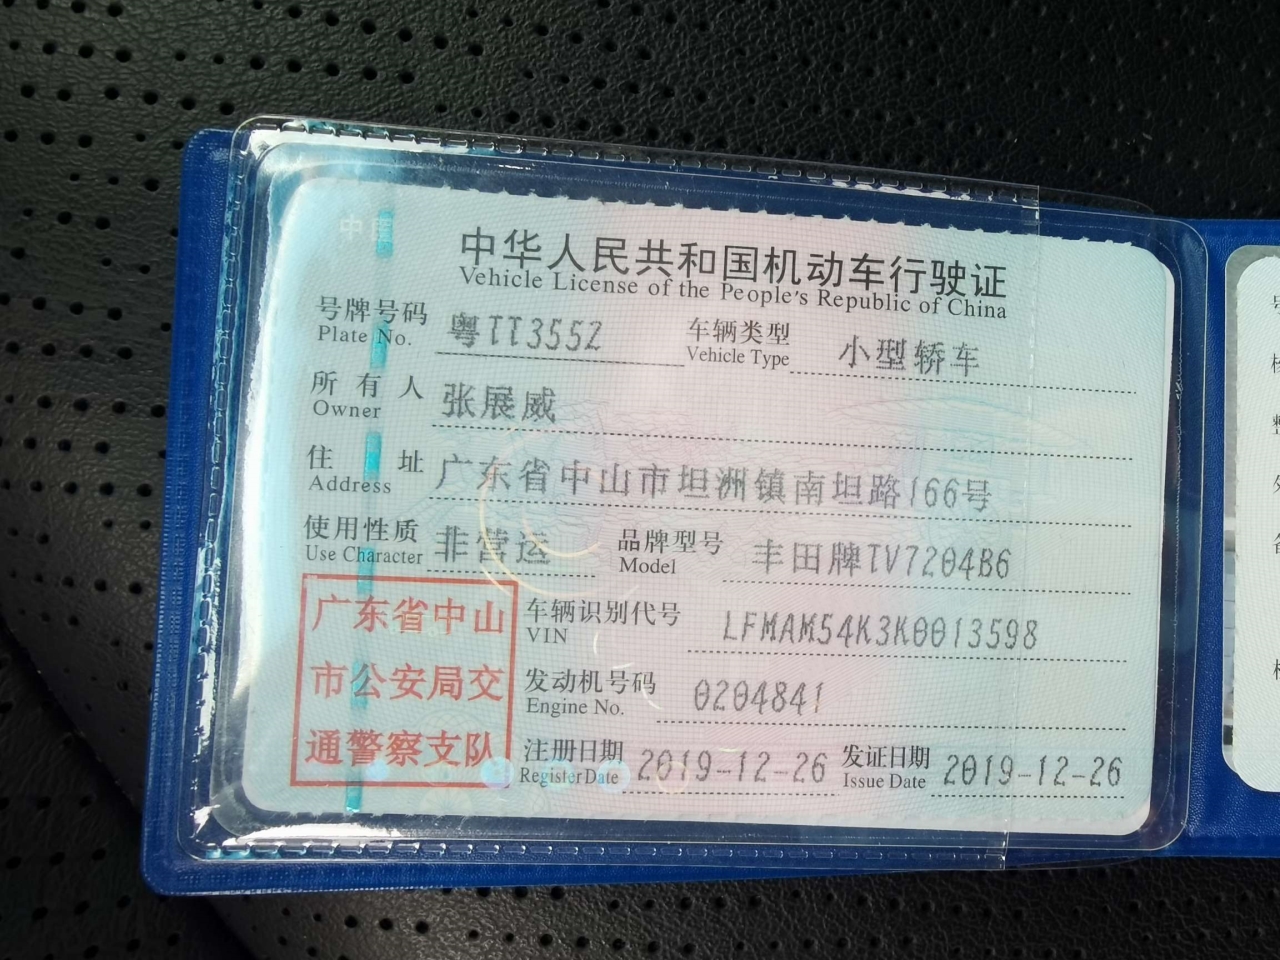 中华人民共和国机动车行驶证
Vehicle License of the People's Republic of China
号牌号码 粤TT3552 车辆类型 小型轿车
Plate No. Vehicle Type
所有人 张展威
Owner
住址 广东省中山市坦洲镇南坦路166号
Address
使用性质 非营运 品牌型号 丰田牌TV7204B6
Use Character Model
广东省中山
市公安局交
通警察支队
车辆识别代号 LFMAM54K3K0013598
VIN
发动机号码 0204841
Engine No.
注册日期 2019-12-26 发证日期 2019-12-26
Register Date Issue Date